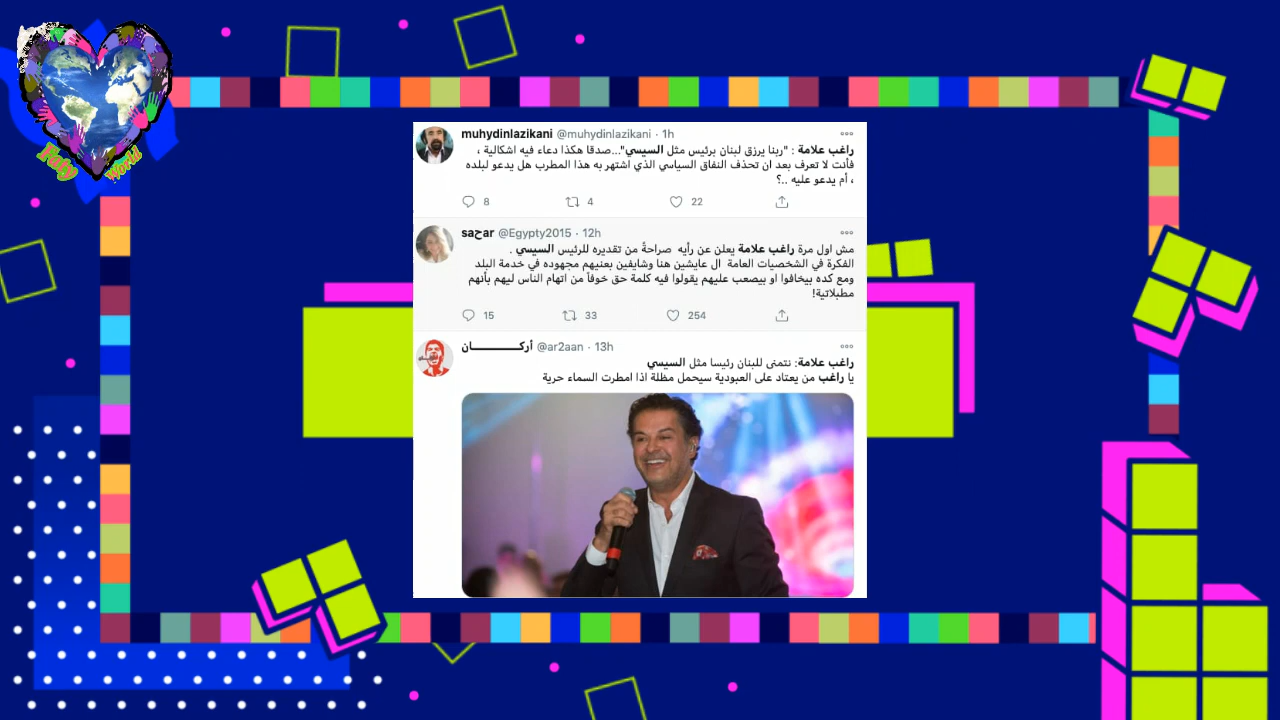 Fidy
world
muhydinlazikani @muhydinlazikani · 1h
راغب علامة : "ربنا يرزق لبنان برئيس مثل السيسي"...صدقا هكذا دعاء فيه اشكالية ،
فأنت لا تعرف بعد ان تحذف النفاق السياسي الذي اشتهر به هذا المطرب هل يدعو لبلده
، أم يدعو عليه ..؟
8 4 22
saحar @Egypty2015 · 12h
مش اول مرة راغب علامة يعلن عن رأيه صراحةً من تقديره للرئيس السيسي .
الفكرة في الشخصيات العامة ال عايشين هنا وشايفين بعنيهم مجهوده في خدمة البلد
ومع كده بيخافوا او بيصعب عليهم يقولوا فيه كلمة حق خوفاً من اتهام الناس ليهم بأنهم
مطبلاتية!
15 33 254
أركــــــــان @ar2aan · 13h
راغب علامة: نتمنى للبنان رئيسا مثل السيسي
يا راغب من يعتاد على العبودية سيحمل مظلة اذا امطرت السماء حرية